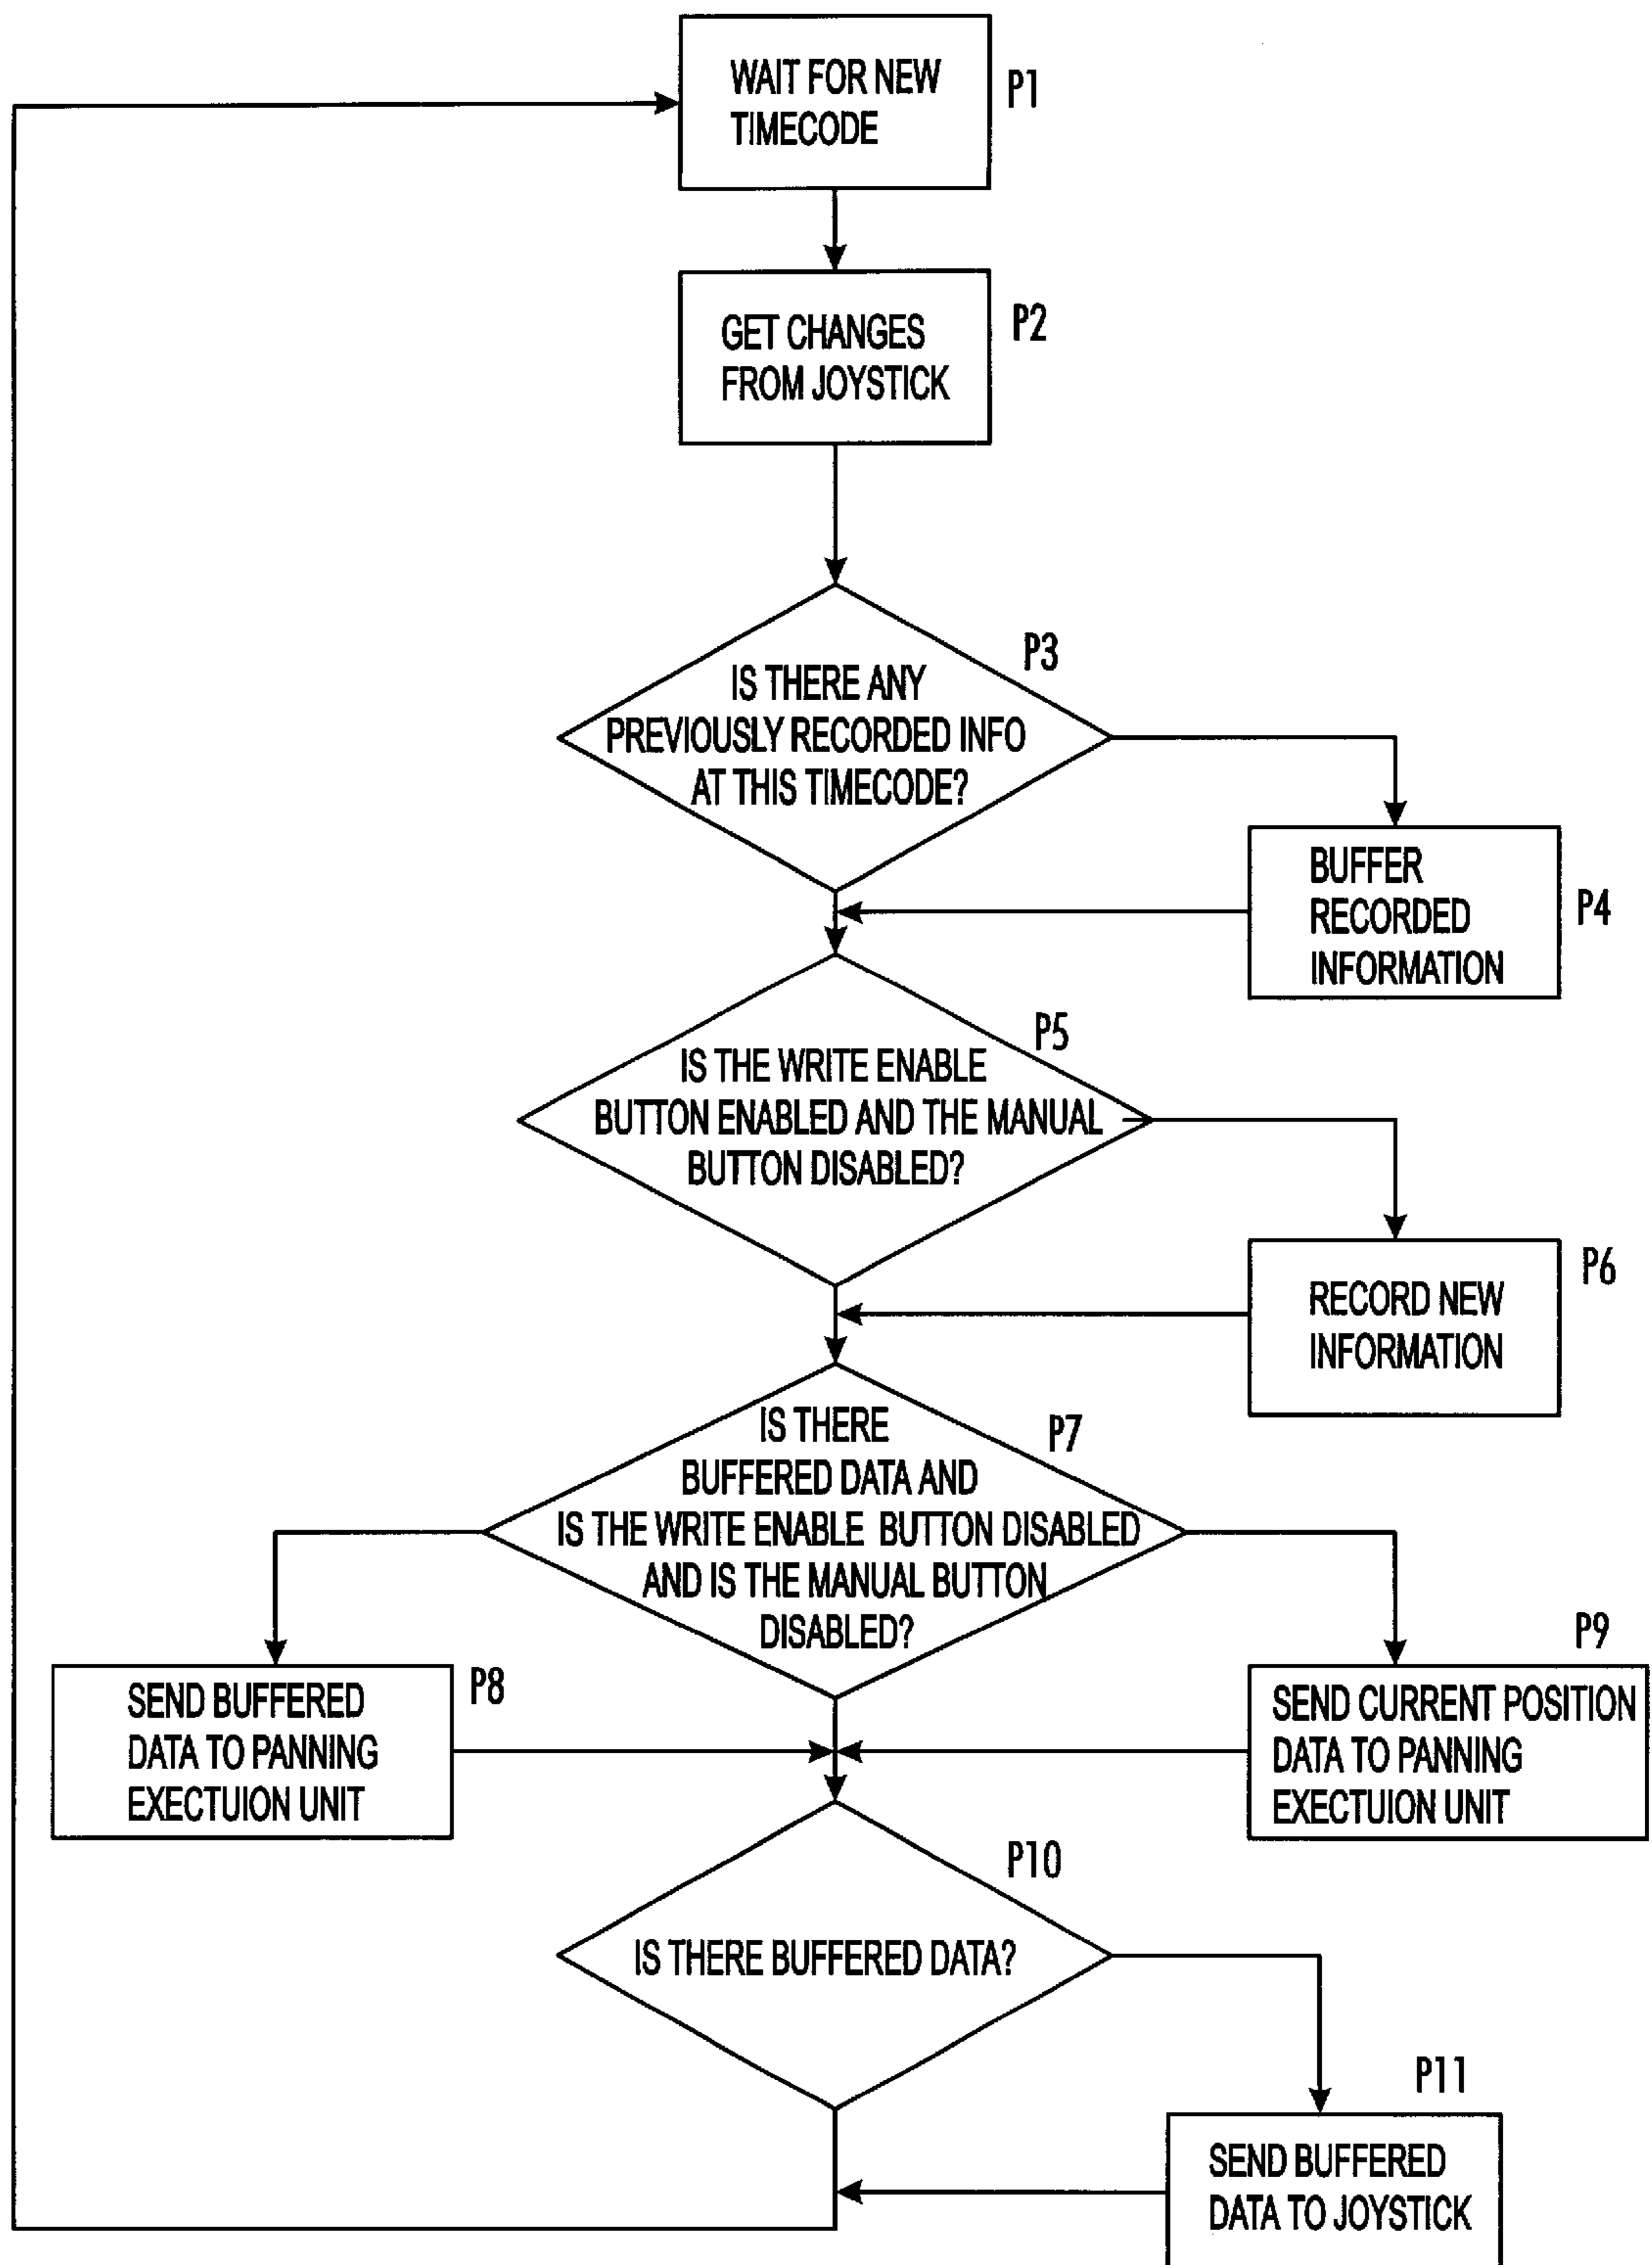 WAIT FOR NEW
TIMECODE
P1
GET CHANGES
FROM JOYSTICK
P2
P3
IS THERE ANY
PREVIOUSLY RECORDED INFO
AT THIS TIMECODE?
BUFFER
RECORDED
INFORMATION
P4
P5
IS THE WRITE ENABLE
BUTTON ENABLED AND THE MANUAL
BUTTON DISABLED?
P6
RECORD NEW
INFORMATION
P7
IS THERE
BUFFERED DATA AND
IS THE WRITE ENABLE BUTTON DISABLED
AND IS THE MANUAL BUTTON
DISABLED?
P8
SEND BUFFERED
DATA TO PANNING
EXECTUION UNIT
P9
SEND CURRENT POSITION
DATA TO PANNING
EXECTUION UNIT
P10
IS THERE BUFFERED DATA?
P11
SEND BUFFERED
DATA TO JOYSTICK